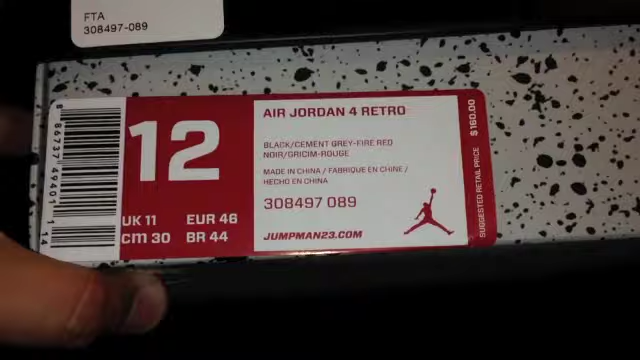 FTA
308497-089
12
UK 11 EUR 46
CM 30 BR 44
AIR JORDAN 4 RETRO
BLACK/CEMENT GREY-FIRE RED
NOIR/GRICIM-ROUGE
MADE IN CHINA / FABRIQUE EN CHINE /
HECHO EN CHINA
308497 089
JUMPMAN23.COM
SUGGESTED RETAIL PRICE $160.00